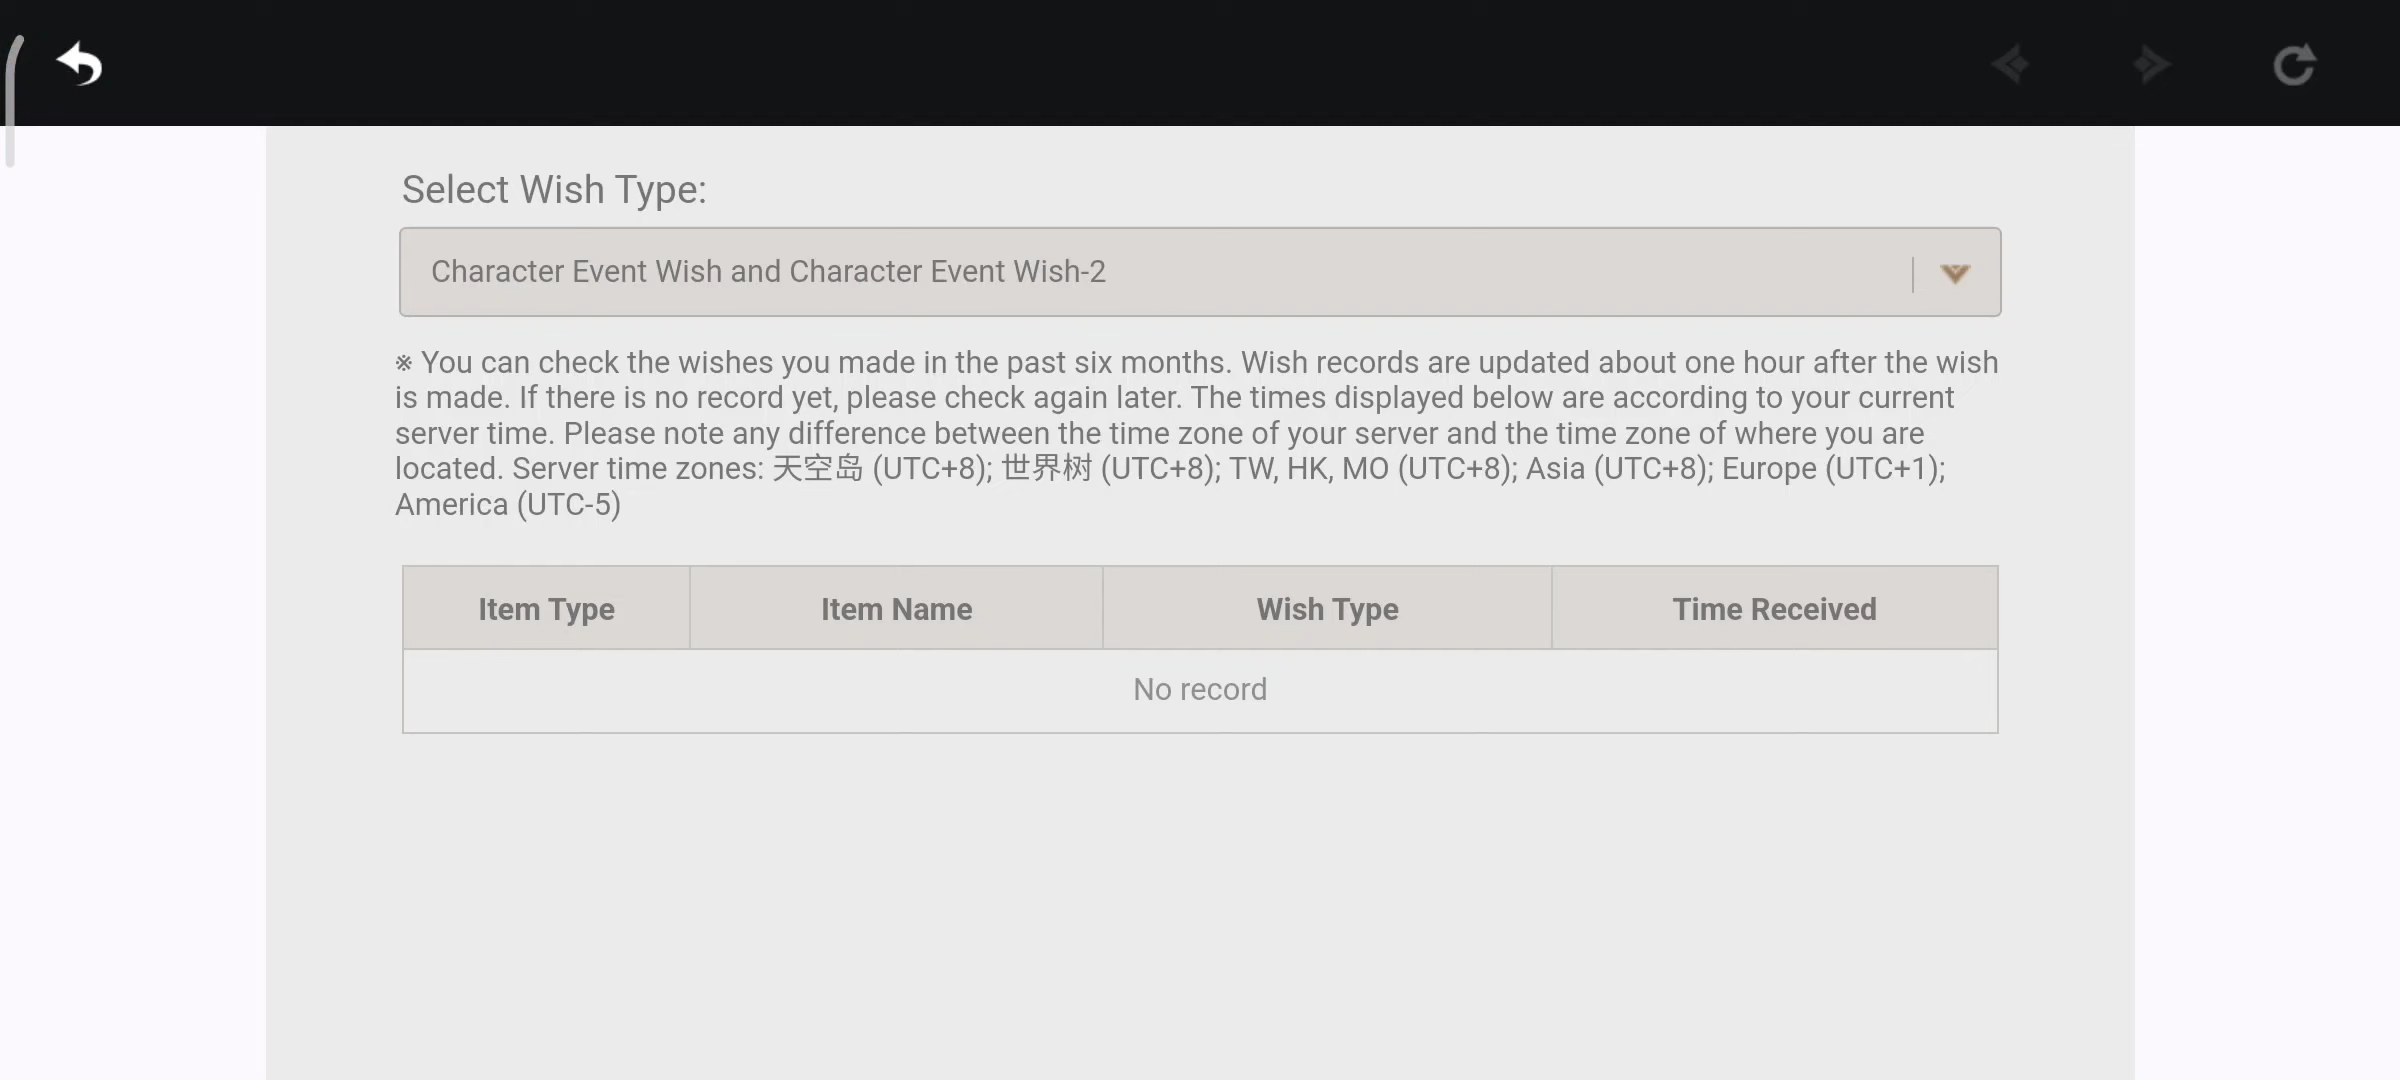 Select Wish Type:
Character Event Wish and Character Event Wish-2
※ You can check the wishes you made in the past six months. Wish records are updated about one hour after the wish
is made. If there is no record yet, please check again later. The times displayed below are according to your current
server time. Please note any difference between the time zone of your server and the time zone of where you are
located. Server time zones: 天空岛 (UTC+8); 世界树 (UTC+8); TW, HK, MO (UTC+8); Asia (UTC+8); Europe (UTC+1);
America (UTC-5)
Item Type Item Name Wish Type Time Received
No record